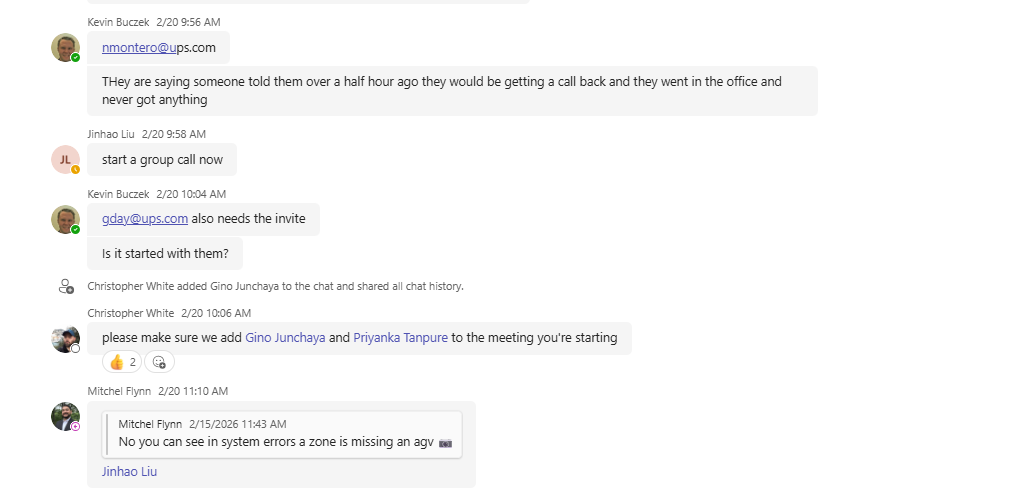 Kevin Buczek 2/20 9:56 AM
nmontero@ups.com
THey are saying someone told them over a half hour ago they would be getting a call back and they went in the office and
never got anything
Jinhao Liu 2/20 9:58 AM
JL
start a group call now
Kevin Buczek 2/20 10:04 AM
gday@ups.com also needs the invite
Is it started with them?
Christopher White added Gino Junchaya to the chat and shared all chat history.
Christopher White 2/20 10:06 AM
please make sure we add Gino Junchaya and Priyanka Tanpure to the meeting you're starting
👍 2
Mitchel Flynn 2/20 11:10 AM
Mitchel Flynn 2/15/2026 11:43 AM
No you can see in system errors a zone is missing an agv 📷
Jinhao Liu